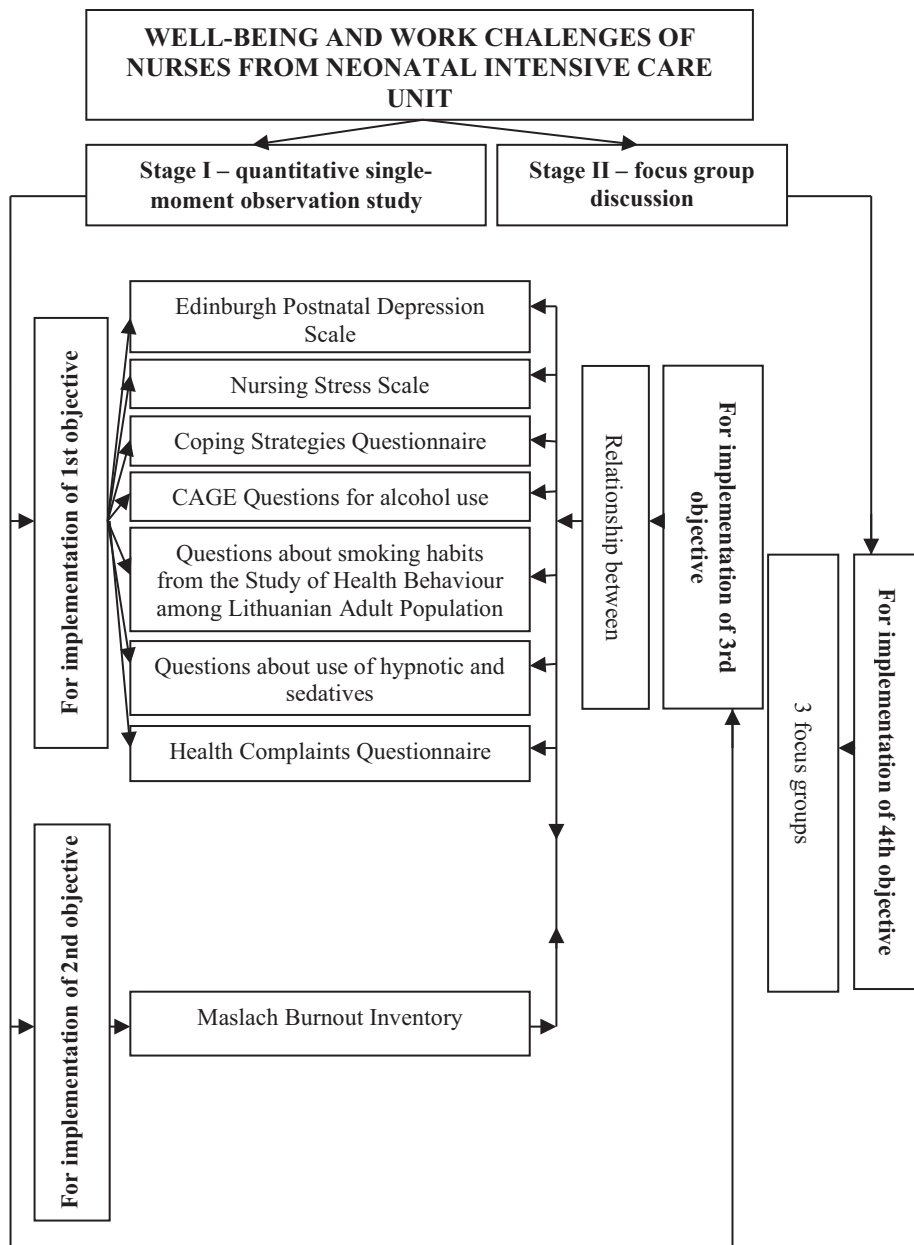 WELL-BEING AND WORK CHALENGES OF
NURSES FROM NEONATAL INTENSIVE CARE
UNIT
Stage I – quantitative single-
moment observation study
Stage II – focus group
discussion
For implementation of 1st objective
Edinburgh Postnatal Depression
Scale
Nursing Stress Scale
Coping Strategies Questionnaire
CAGE Questions for alcohol use
Questions about smoking habits
from the Study of Health Behaviour
among Lithuanian Adult Population
Questions about use of hypnotic and
sedatives
Health Complaints Questionnaire
Relationship between
For implementation of 3rd
objective
3 focus groups
For implementation of 4th objective
For implementation of 2nd objective
Maslach Burnout Inventory